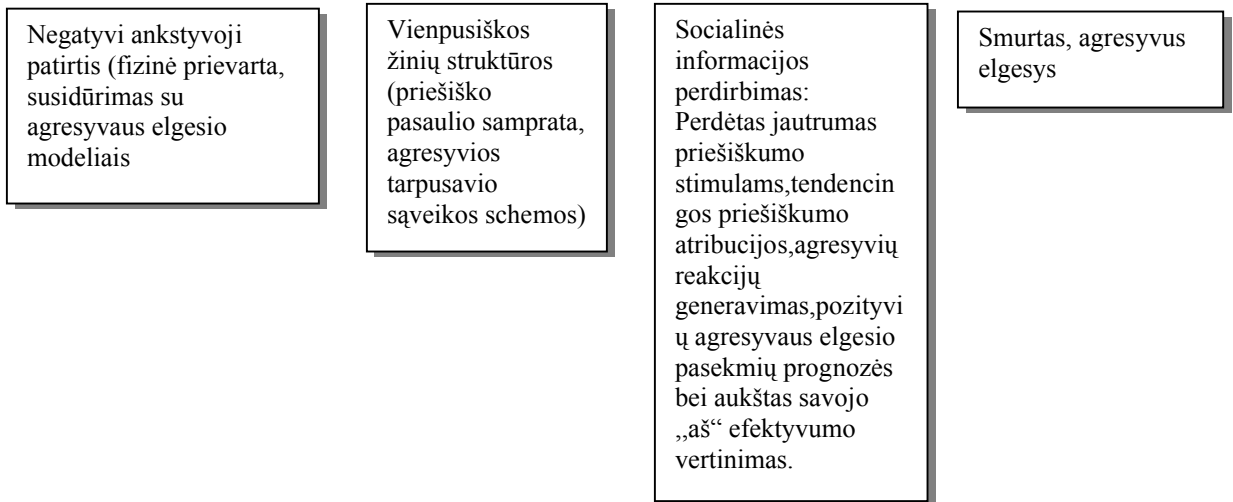 Negatyvi ankstyvoji
patirtis (fizinė prievarta,
susidūrimas su
agresyvaus elgesio
modeliais
Vienpusiškos
žinių struktūros
(priešiško
pasaulio samprata,
agresyvios
tarpusavio
sąveikos schemos)
Socialinės
informacijos
perdirbimas:
Perdėtas jautrumas
priešiškumo
stimulams,tendencin
gos priešiškumo
atribucijos,agresyvių
reakcijų
generavimas,pozityvi
ų agresyvaus elgesio
pasekmių prognozės
bei aukštas savojo
,,aš“ efektyvumo
vertinimas.
Smurtas, agresyvus
elgesys